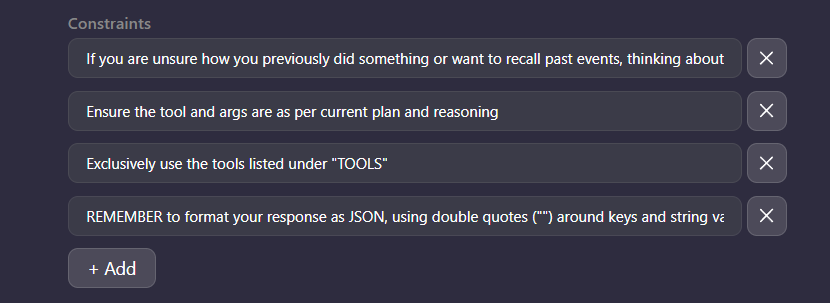 Constraints
If you are unsure how you previously did something or want to recall past events, thinking about
Ensure the tool and args are as per current plan and reasoning
Exclusively use the tools listed under "TOOLS"
REMEMBER to format your response as JSON, using double quotes ("") around keys and string va
+ Add